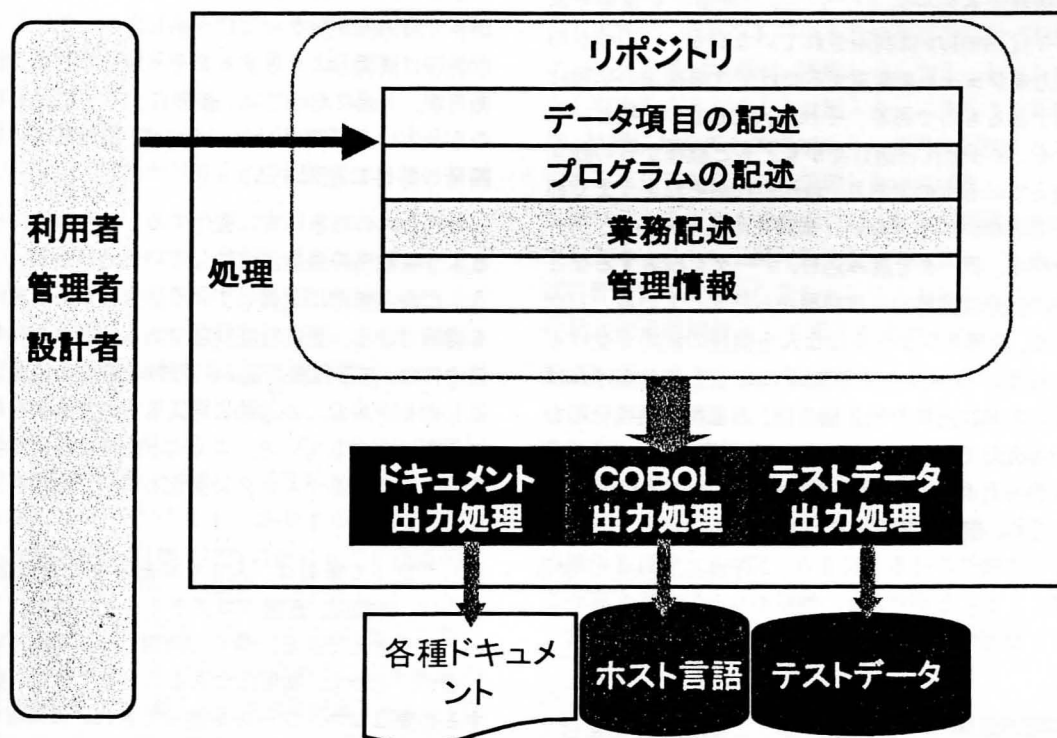 リポジトリ
データ項目の記述
プログラムの記述
業務記述
管理情報
利用者
管理者
設計者
処理
ドキュメント
出力処理
COBOL
出力処理
テストデータ
出力処理
各種ドキュメ
ント
ホスト言語
テストデータ